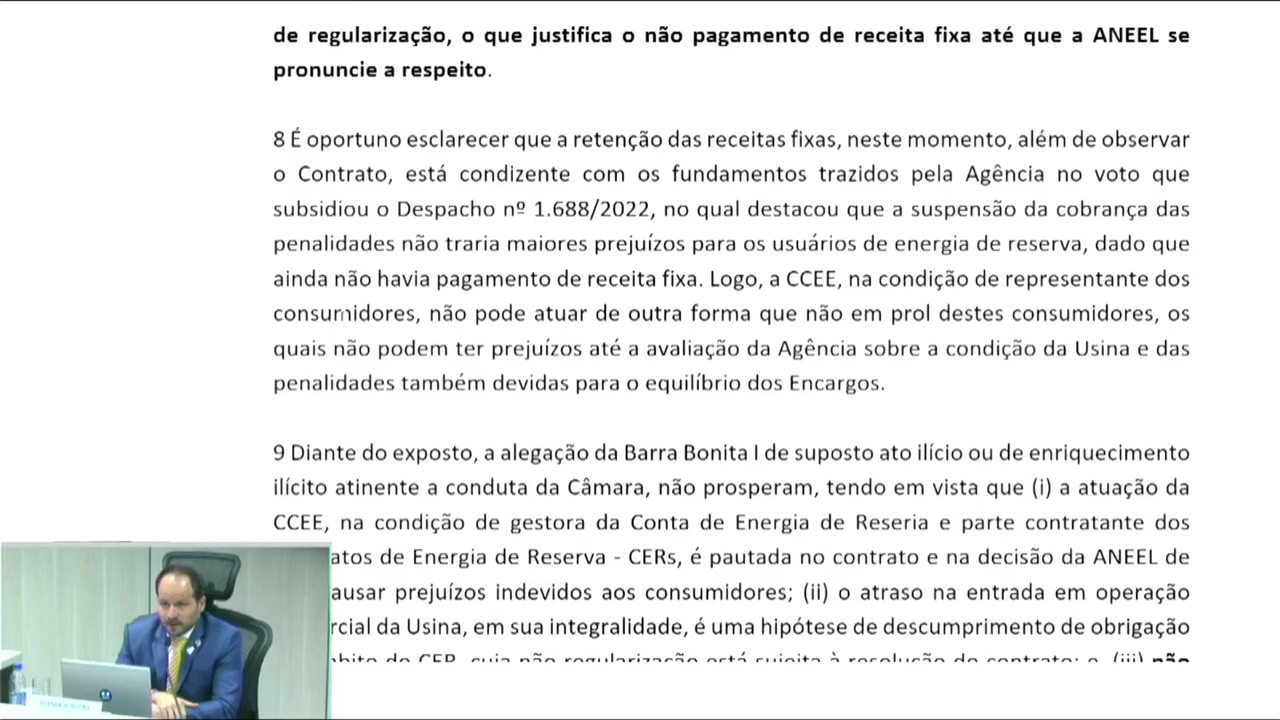 de regularização, o que justifica o não pagamento de receita fixa até que a ANEEL se
pronuncie a respeito.
8 É oportuno esclarecer que a retenção das receitas fixas, neste momento, além de observar
o Contrato, está condizente com os fundamentos trazidos pela Agência no voto que
subsidiou o Despacho nº 1.688/2022, no qual destacou que a suspensão da cobrança das
penalidades não traria maiores prejuízos para os usuários de energia de reserva, dado que
ainda não havia pagamento de receita fixa. Logo, a CCEE, na condição de representante dos
consumidores, não pode atuar de outra forma que não em prol destes consumidores, os
quais não podem ter prejuízos até a avaliação da Agência sobre a condição da Usina e das
penalidades também devidas para o equilíbrio dos Encargos.
9 Diante do exposto, a alegação da Barra Bonita I de suposto ato ilício ou de enriquecimento
ilícito atinente a conduta da Câmara, não prosperam, tendo em vista que (i) a atuação da
CCEE, na condição de gestora da Conta de Energia de Reseria e parte contratante dos
atos de Energia de Reserva - CERs, é pautada no contrato e na decisão da ANEEL de
ausar prejuízos indevidos aos consumidores; (ii) o atraso na entrada em operação
rcial da Usina, em sua integralidade, é uma hipótese de descumprimento de obrigação